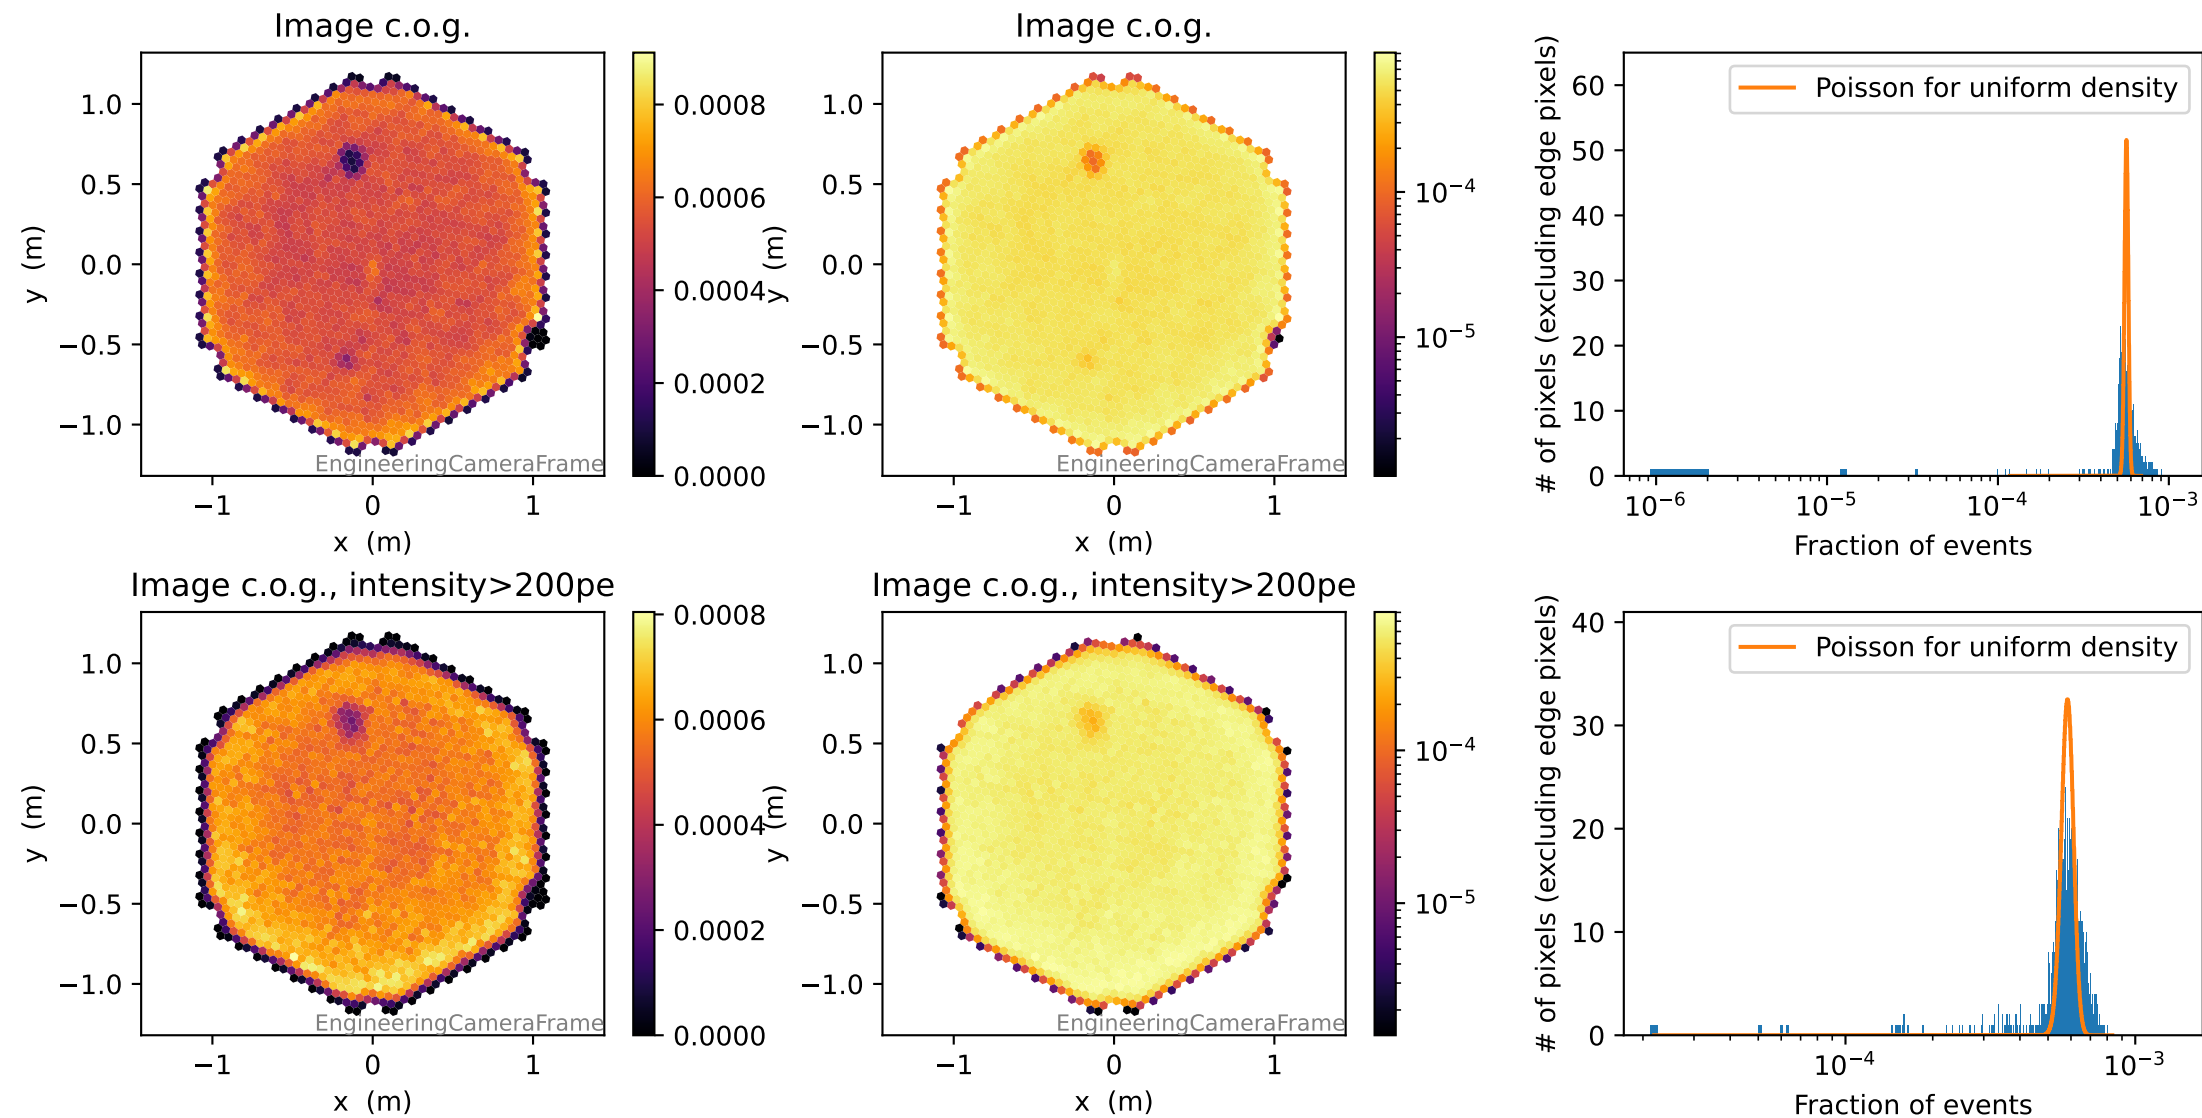 Image c.o.g.
1.0
0.5
0.0
−0.5
−1.0
y (m)
−1
0
1
x (m)
EngineeringCameraFrame
0.0008
0.0006
0.0004
0.0002
0.0000
Image c.o.g.
1.0
0.5
0.0
−0.5
−1.0
y (m)
−1
0
1
x (m)
EngineeringCameraFrame
10⁻⁴
10⁻⁵
Poisson for uniform density
60
50
40
30
20
10
0
# of pixels (excluding edge pixels)
10⁻⁶
10⁻⁵
10⁻⁴
10⁻³
Fraction of events
Image c.o.g., intensity>200pe
1.0
0.5
0.0
−0.5
−1.0
y (m)
−1
0
1
x (m)
EngineeringCameraFrame
0.0008
0.0006
0.0004
0.0002
0.0000
Image c.o.g., intensity>200pe
1.0
0.5
0.0
−0.5
−1.0
y (m)
−1
0
1
x (m)
EngineeringCameraFrame
10⁻⁴
10⁻⁵
Poisson for uniform density
40
30
20
10
0
# of pixels (excluding edge pixels)
10⁻⁴
10⁻³
Fraction of events